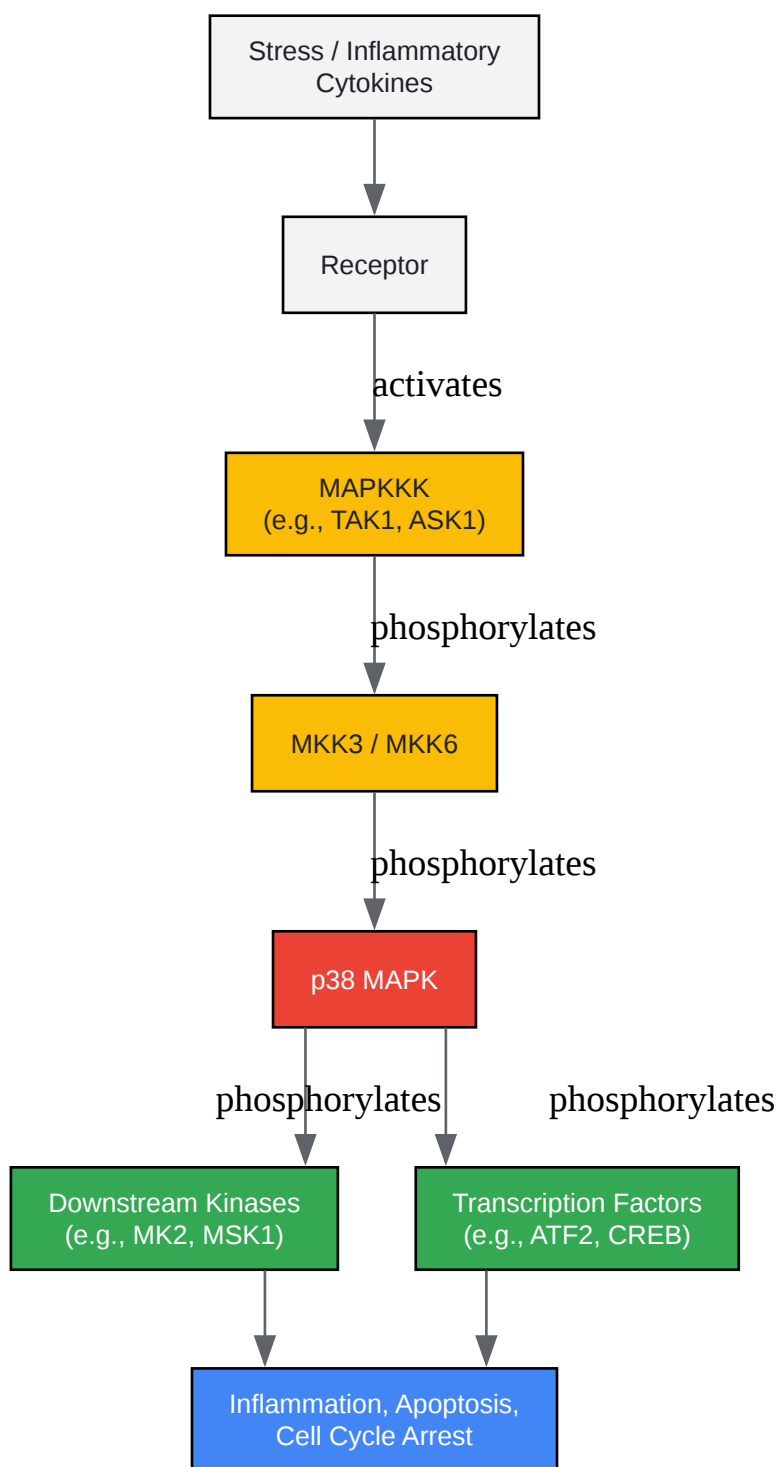 Stress / Inflammatory
Cytokines
Receptor
activates
MAPKKK
(e.g., TAK1, ASK1)
phosphorylates
MKK3 / MKK6
phosphorylates
p38 MAPK
phosphorylates
phosphorylates
Downstream Kinases
(e.g., MK2, MSK1)
Transcription Factors
(e.g., ATF2, CREB)
Inflammation, Apoptosis,
Cell Cycle Arrest